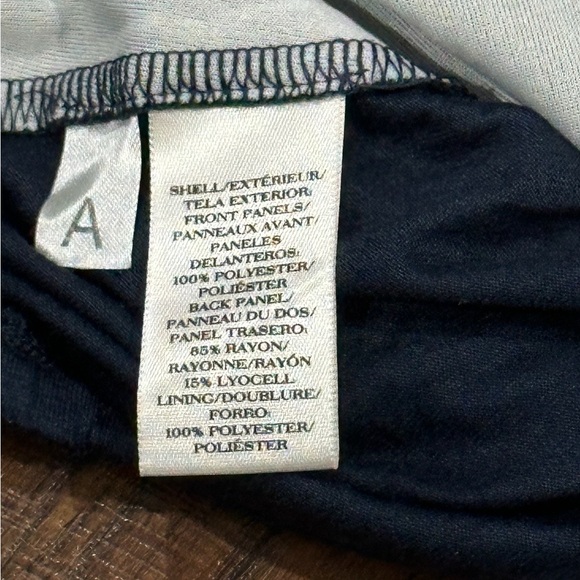 A
SHELL/EXTÉRIEUR/
TELA EXTERIOR:
FRONT PANELS/
PANNEAUX AVANT/
PANELES
DELANTEROS:
100% POLYESTER/
POLIÉSTER
BACK PANEL/
PANNEAU DU DOS/
PANEL TRASERO:
85% RAYON/
RAYONNE/RAYÓN
15% LYOCELL
LINING/DOUBLURE/
FORRO:
100% POLYESTER/
POLIÉSTER